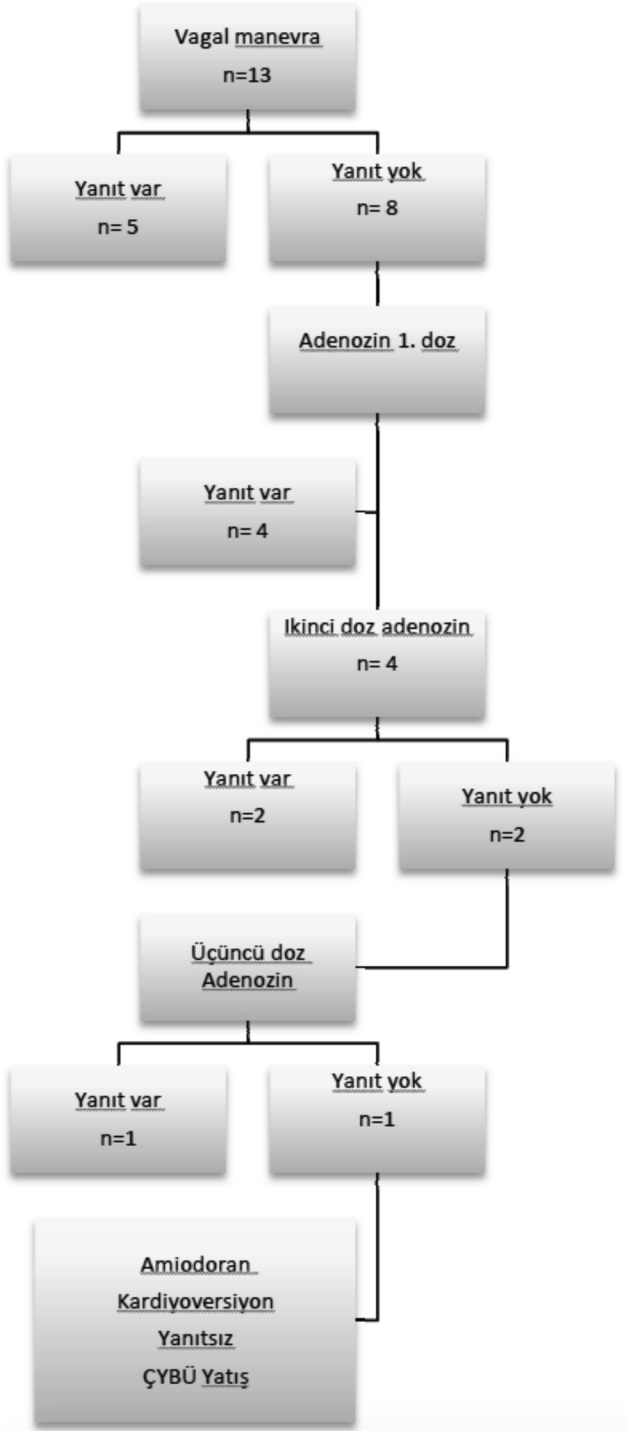 Vagal manevra
n=13
Yanıt var
n= 5
Yanıt yok
n= 8
Adenozin 1. doz
Yanıt var
n= 4
Ikinci doz adenozin
n= 4
Yanıt var
n=2
Yanıt yok
n=2
Üçüncü doz
Adenozin
Yanıt var
n=1
Yanıt yok
n=1
Amiodoran
Kardiyoversiyon
Yanıtsız
ÇYBÜ Yatış